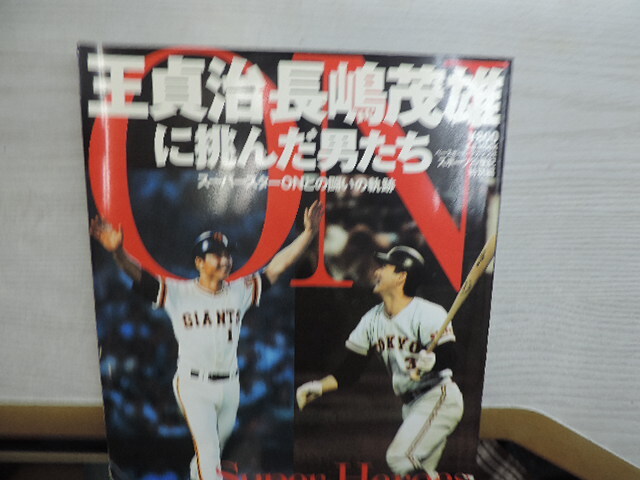 ON
王貞治 長嶋茂雄
に挑んだ男たち
スーパースターONとの闘いの軌跡
GIANTS
1
TOKYO
3
Super Heroes